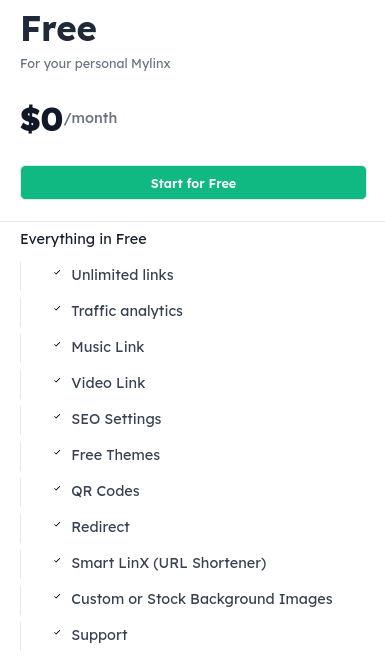 Free
For your personal Mylinx
$0/month
Start for Free
Everything in Free
Unlimited links
Traffic analytics
Music Link
Video Link
SEO Settings
Free Themes
QR Codes
Redirect
Smart LinX (URL Shortener)
Custom or Stock Background Images
Support